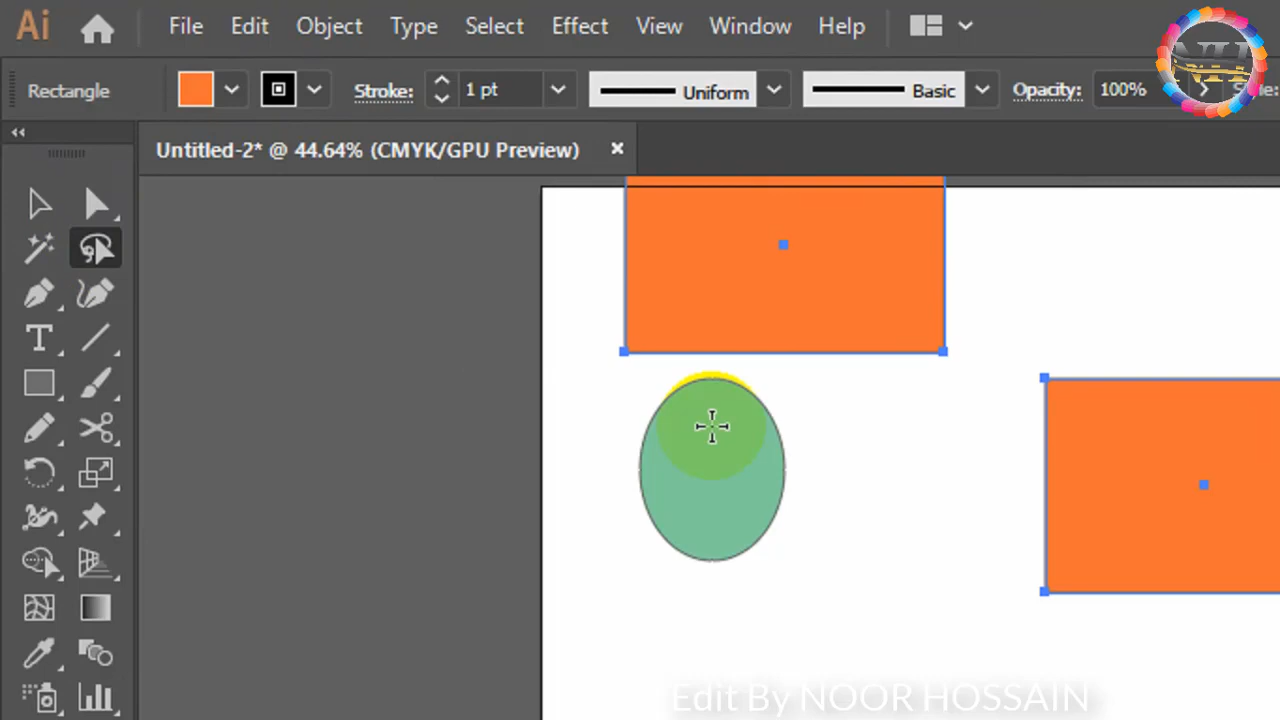 Ai File Edit Object Type Select Effect View Window Help
Rectangle Stroke: 1 pt Uniform Basic Opacity: 100% Style:
Untitled-2* @ 44.64% (CMYK/GPU Preview) ×
T
Edit By NOOR HOSSAIN